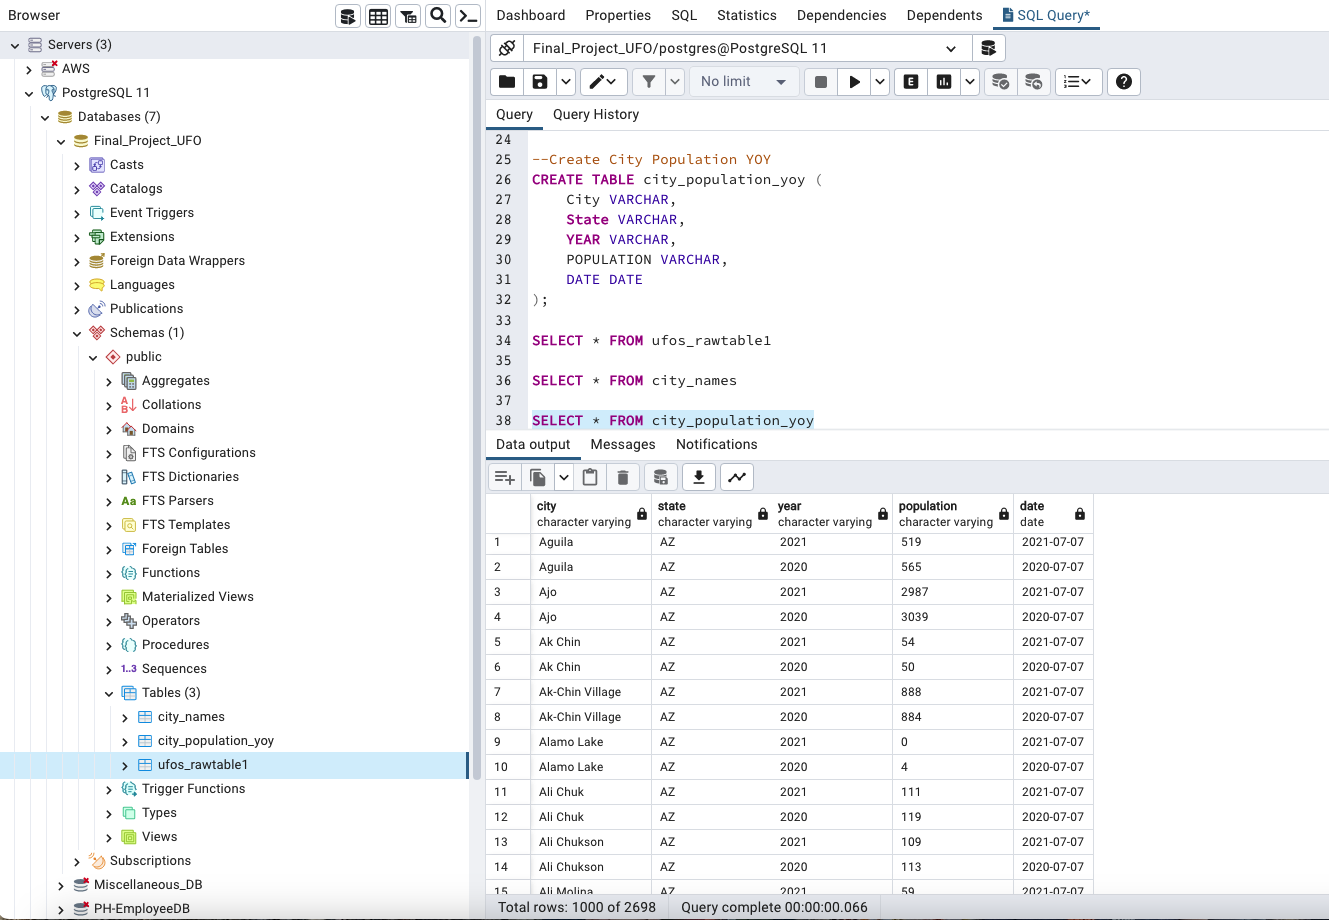 Browser
Servers (3)
AWS
PostgreSQL 11
Databases (7)
Final_Project_UFO
Casts
Catalogs
Event Triggers
Extensions
Foreign Data Wrappers
Languages
Publications
Schemas (1)
public
Aggregates
Collations
Domains
FTS Configurations
FTS Dictionaries
Aa FTS Parsers
FTS Templates
Foreign Tables
Functions
Materialized Views
Operators
Procedures
1..3 Sequences
Tables (3)
city_names
city_population_yoy
ufos_rawtable1
Trigger Functions
Types
Views
Subscriptions
Miscellaneous_DB
PH-EmployeeDB
Dashboard Properties SQL Statistics Dependencies Dependents SQL Query*
Final_Project_UFO/postgres@PostgreSQL 11
No limit E
Query Query History
24
25 --Create City Population YOY
26 CREATE TABLE city_population_yoy (
27 City VARCHAR,
28 State VARCHAR,
29 YEAR VARCHAR,
30 POPULATION VARCHAR,
31 DATE DATE
32 );
33
34 SELECT * FROM ufos_rawtable1
35
36 SELECT * FROM city_names
37
38 SELECT * FROM city_population_yoy
Data output Messages Notifications
city state year population date
character varying character varying character varying character varying date
1 Aguila AZ 2021 519 2021-07-07
2 Aguila AZ 2020 565 2020-07-07
3 Ajo AZ 2021 2987 2021-07-07
4 Ajo AZ 2020 3039 2020-07-07
5 Ak Chin AZ 2021 54 2021-07-07
6 Ak Chin AZ 2020 50 2020-07-07
7 Ak-Chin Village AZ 2021 888 2021-07-07
8 Ak-Chin Village AZ 2020 884 2020-07-07
9 Alamo Lake AZ 2021 0 2021-07-07
10 Alamo Lake AZ 2020 4 2020-07-07
11 Ali Chuk AZ 2021 111 2021-07-07
12 Ali Chuk AZ 2020 119 2020-07-07
13 Ali Chukson AZ 2021 109 2021-07-07
14 Ali Chukson AZ 2020 113 2020-07-07
15 Ali Molina AZ 2021 59 2021-07-07
Total rows: 1000 of 2698 Query complete 00:00:00.066